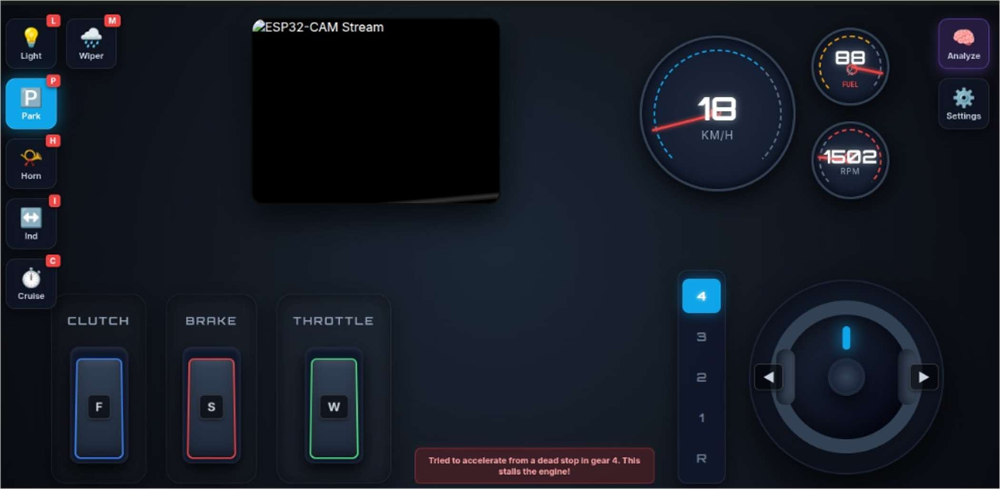 L
Light
M
Wiper
P
P
Park
H
Horn
I
Ind
C
Cruise
ESP32-CAM Stream
18
KM/H
88
FUEL
1502
RPM
Analyze
Settings
CLUTCH
F
BRAKE
S
THROTTLE
W
Tried to accelerate from a dead stop in gear 4. This
stalls the engine!
4
3
2
1
R